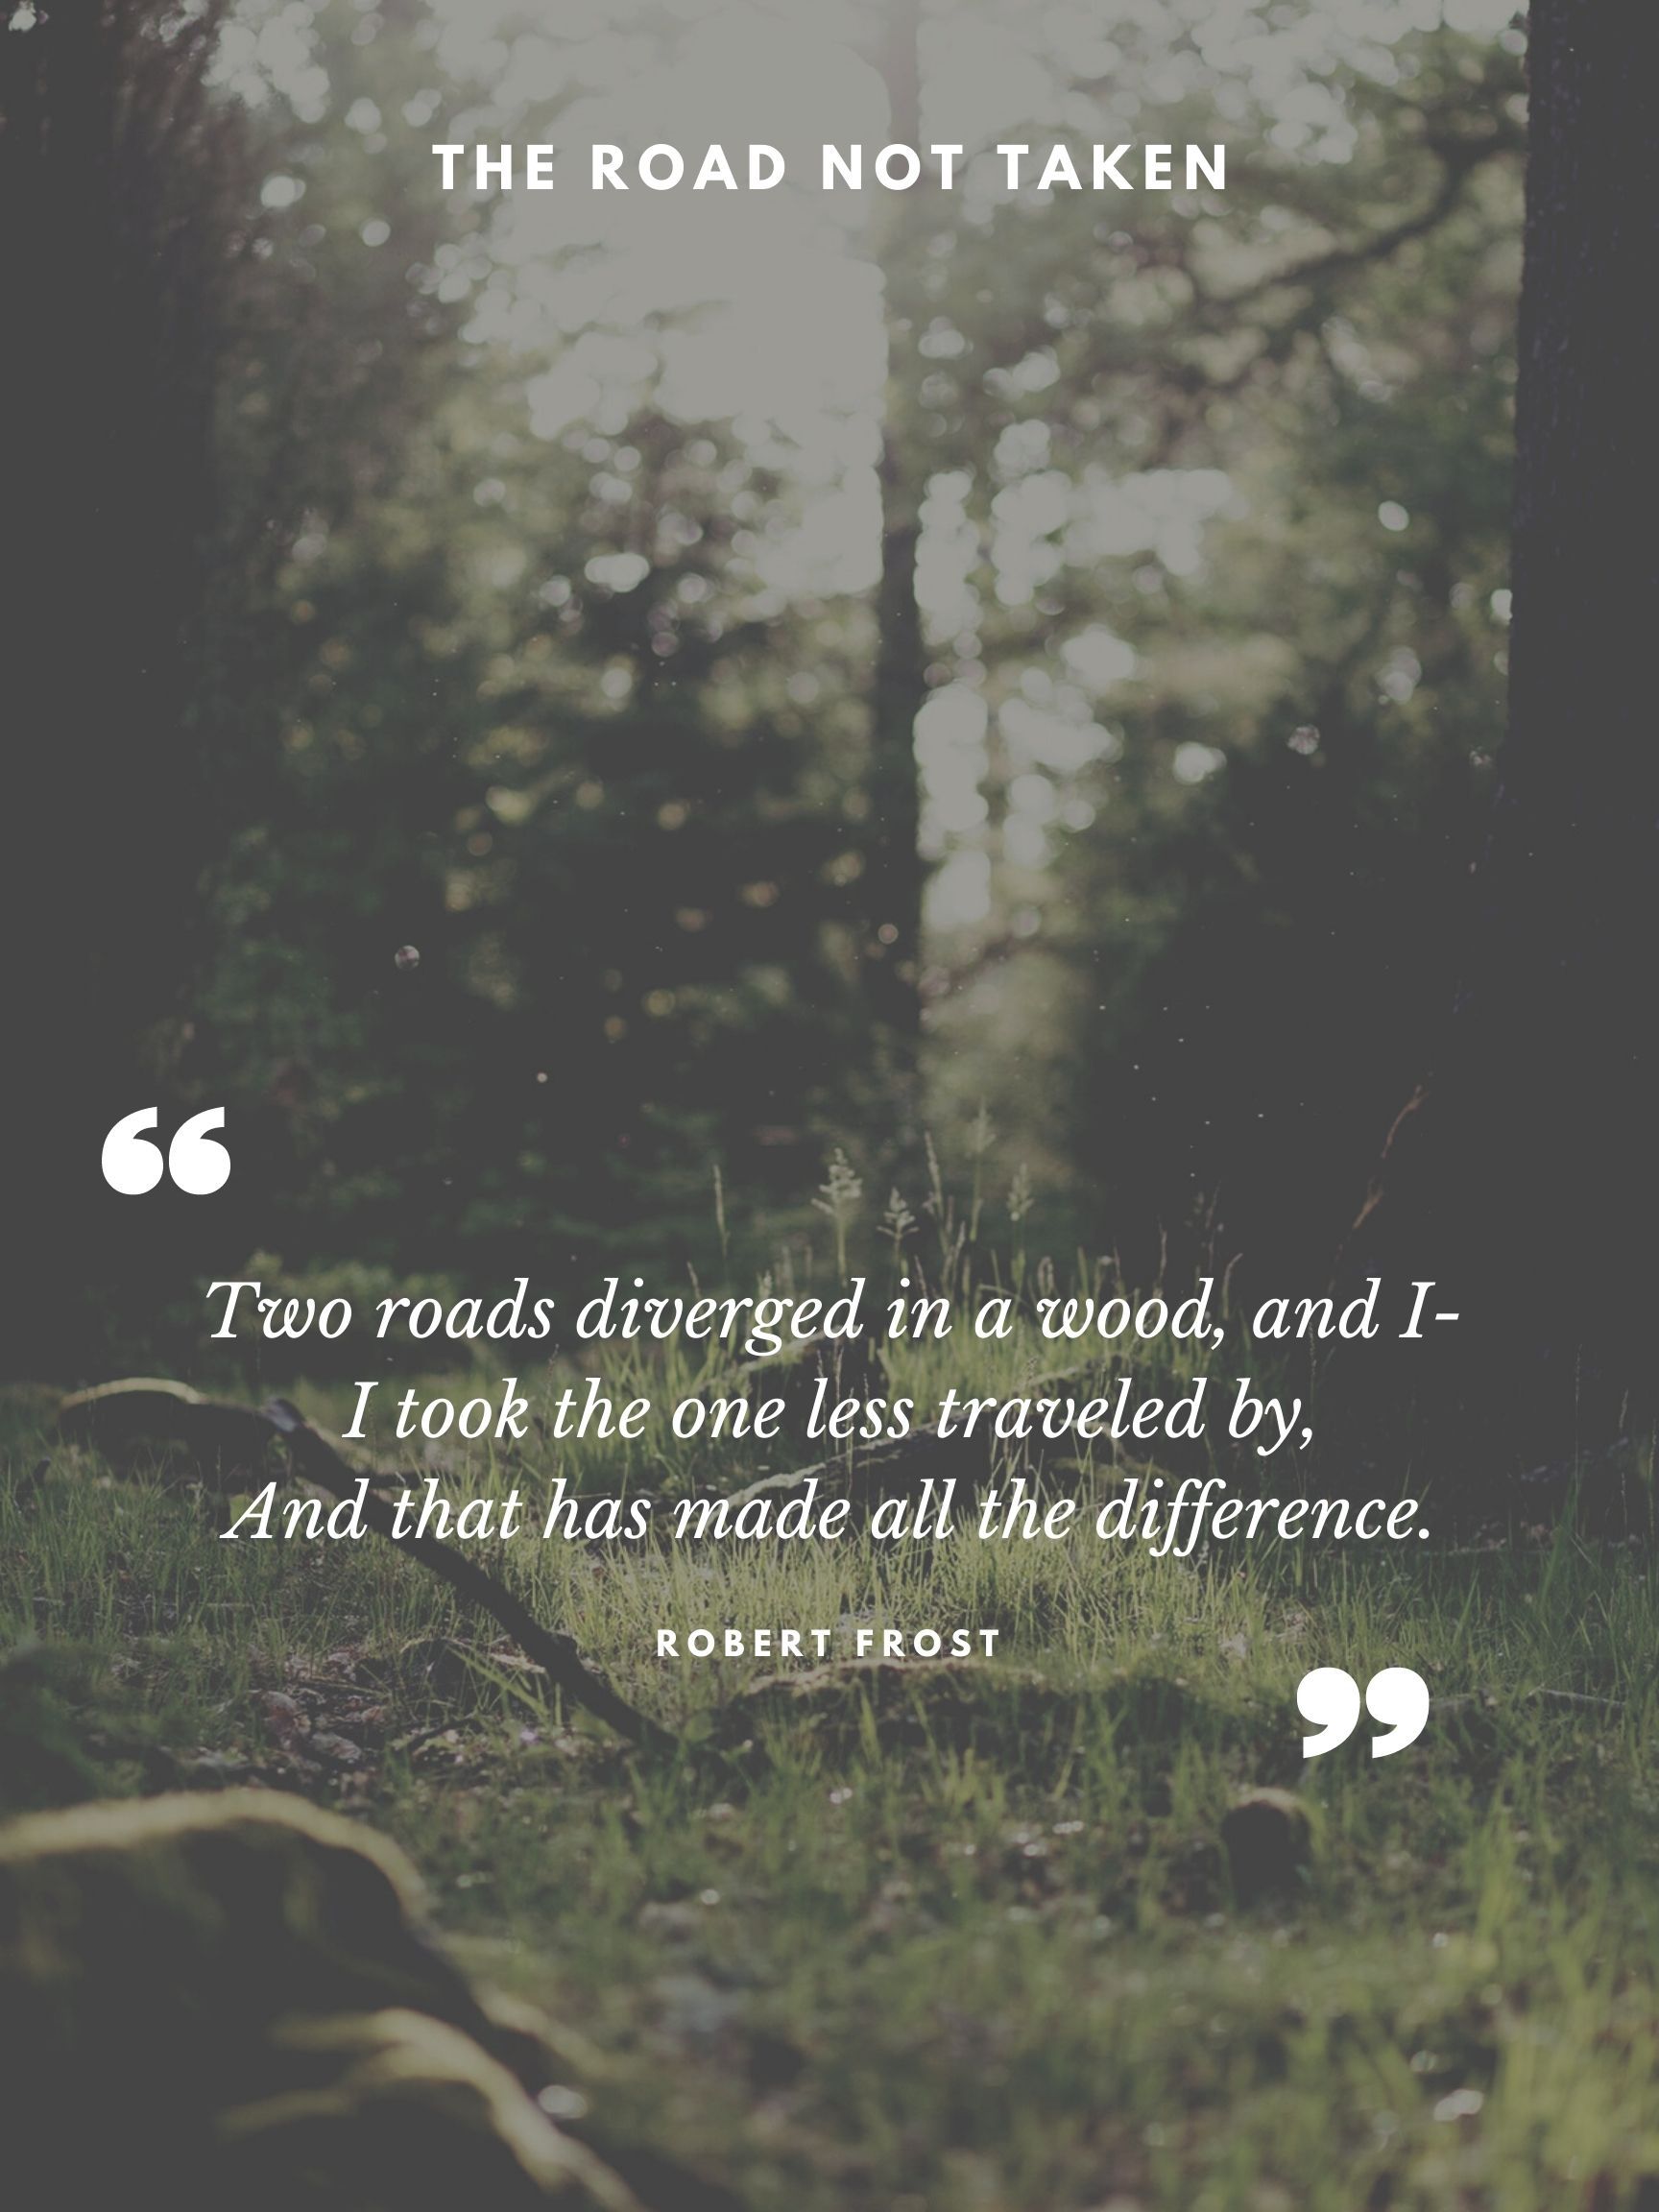 THE ROAD NOT TAKEN
“
Two roads diverged in a wood, and I-
I took the one less traveled by,
And that has made all the difference.
ROBERT FROST
”